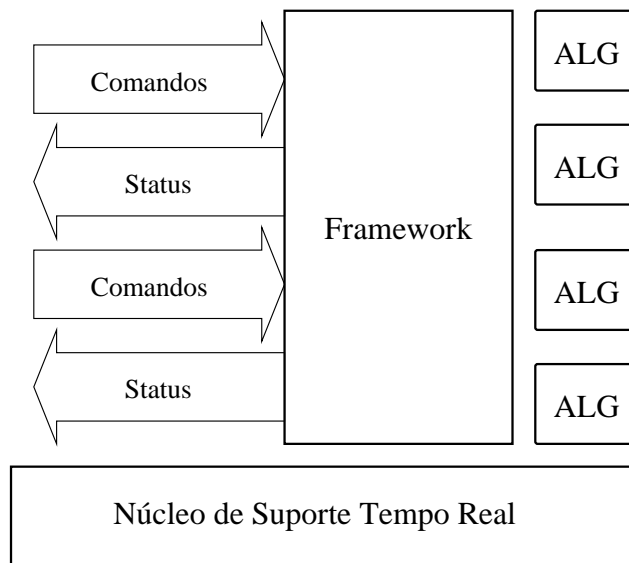 Comandos
ALG
Status
ALG
Framework
Comandos
ALG
Status
ALG
Núcleo de Suporte Tempo Real